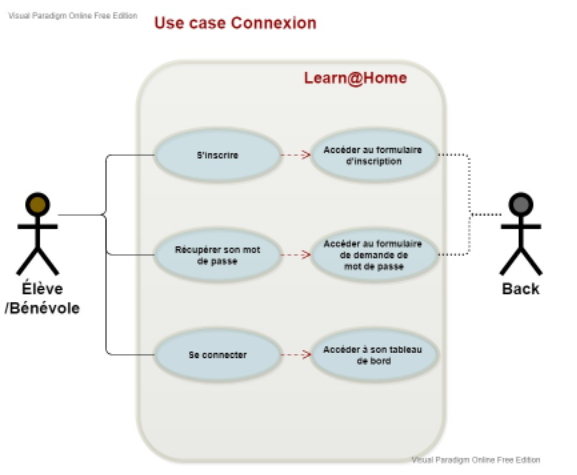 Visual Paradigm Online Free Edition
Use case Connexion
Learn@Home
S'inscrire
Accéder au formulaire
d'inscription
Récupérer son mot
de passe
Accéder au formulaire
de demande de
mot de passe
Élève
/Bénévole
Back
Se connecter
Accéder à son tableau
de bord
Visual Paradigm Online Free Edition